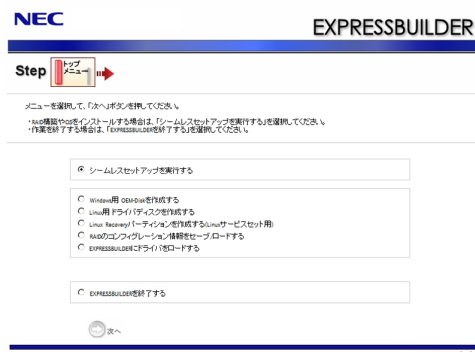 NEC
EXPRESSBUILDER
Step トップ
メニュー
メニューを選択して、「次へ」ボタンを押してください。
・RAID構築やOSをインストールする場合は、「シームレスセットアップを実行する」を選択してください。
・作業を終了する場合は、「EXPRESSBUILDERを終了する」を選択してください。
シームレスセットアップを実行する
Windows用 OEM-Diskを作成する
Linux用 ドライバディスクを作成する
Linux Recoveryパーティションを作成する(Linuxサービスセット用)
RAIDのコンフィグレーション情報をセーブ/ロードする
EXPRESSBUILDERにドライバをロードする
EXPRESSBUILDERを終了する
次へ